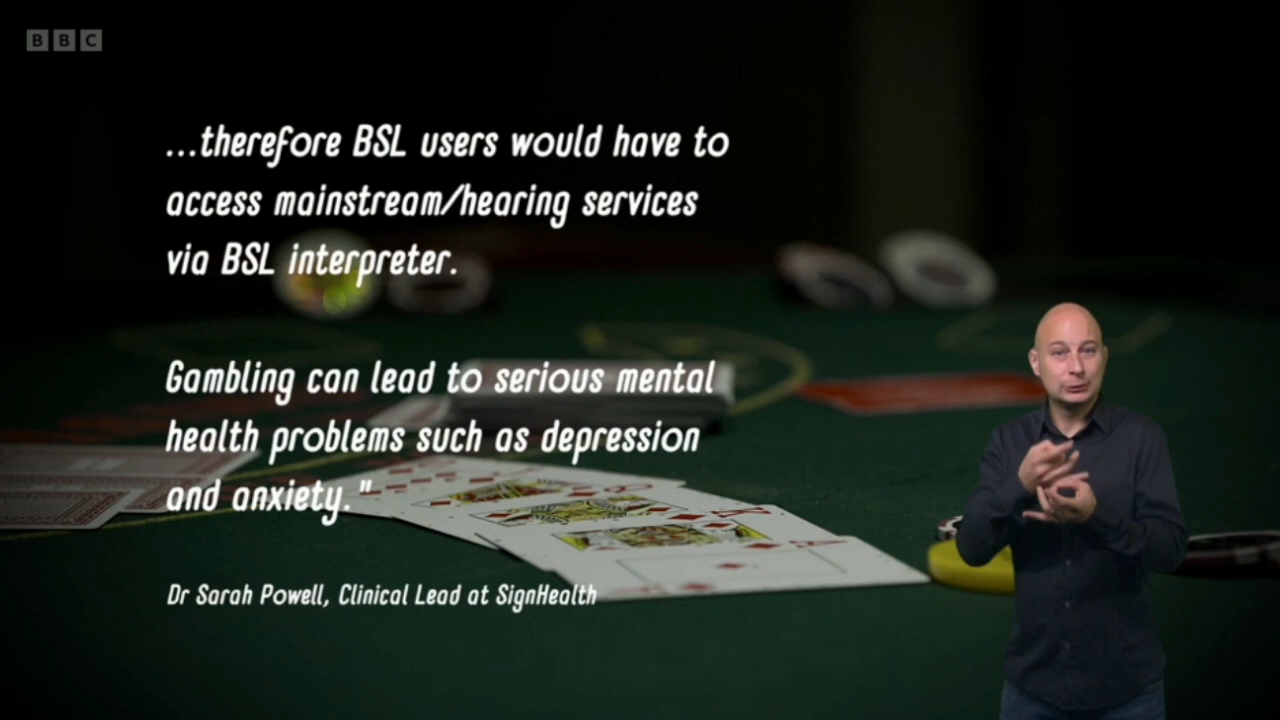 BBC
...therefore BSL users would have to
access mainstream/hearing services
via BSL interpreter.
Gambling can lead to serious mental
health problems such as depression
and anxiety."
Dr Sarah Powell, Clinical Lead at SignHealth